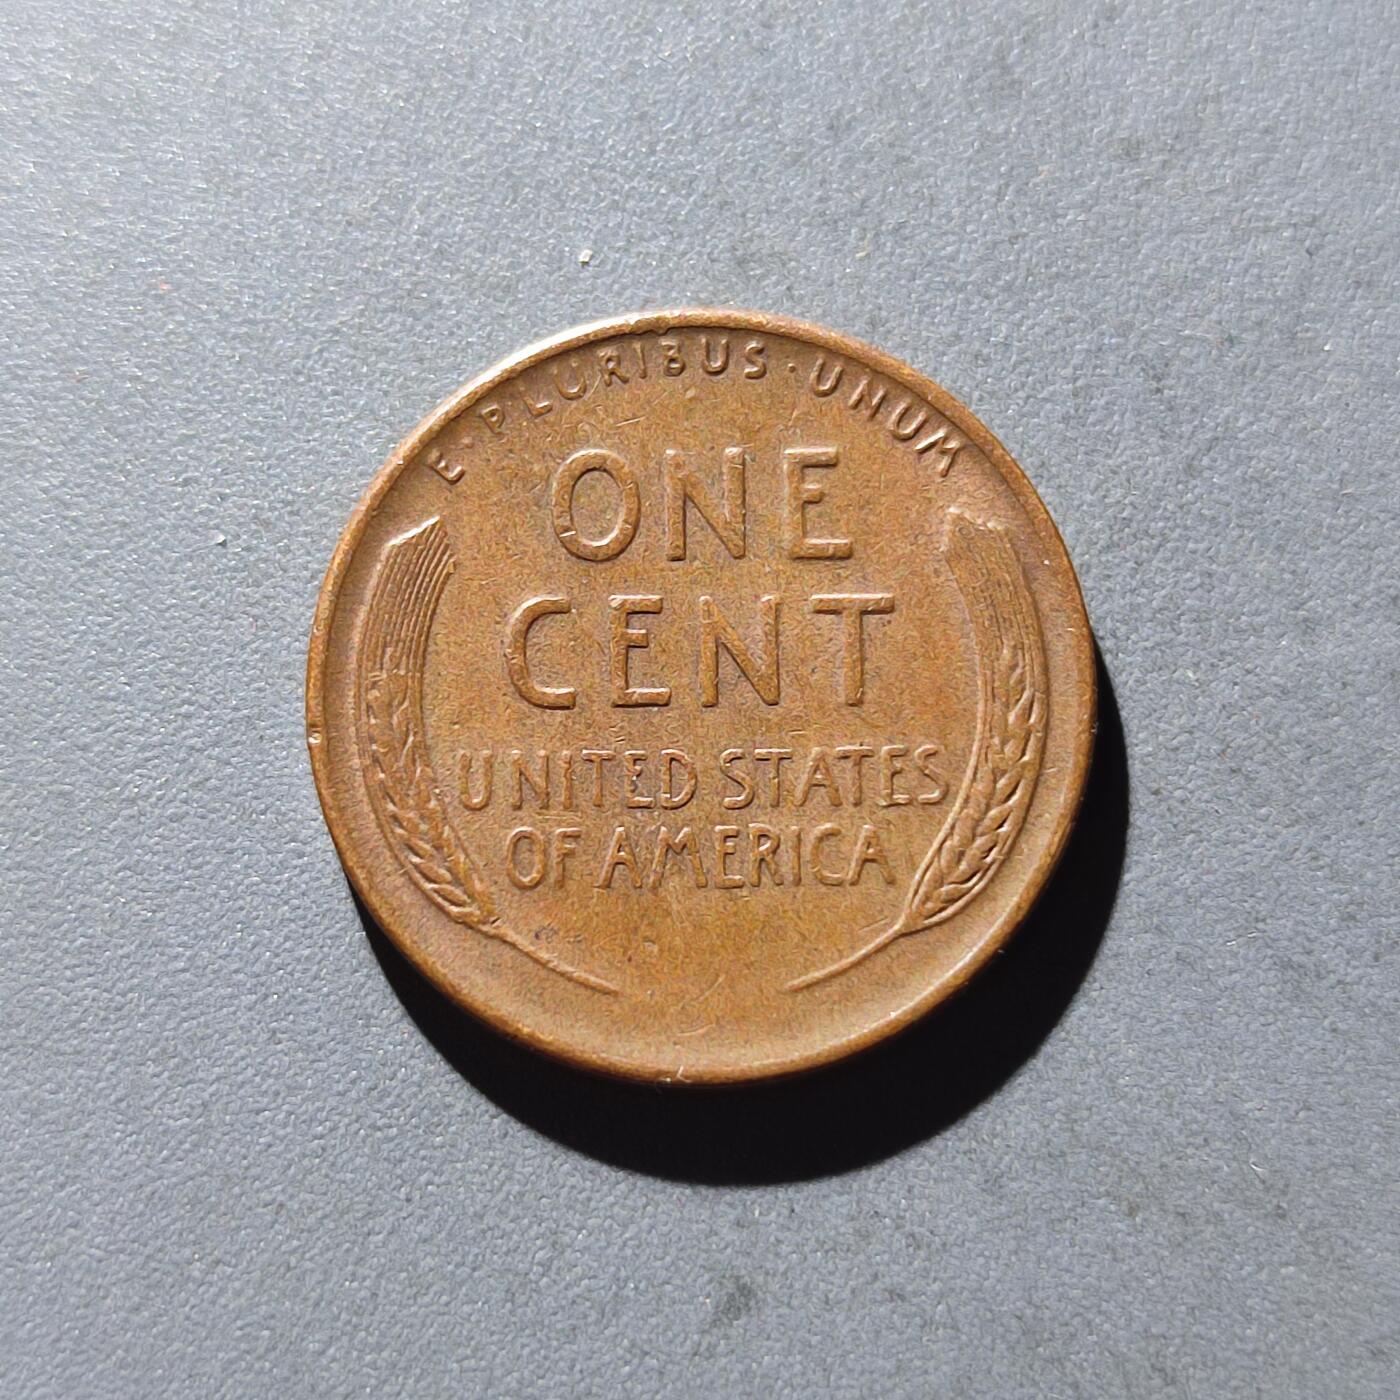 E · PLURIBUS · UNUM
ONE
CENT
UNITED STATES
OF AMERICA